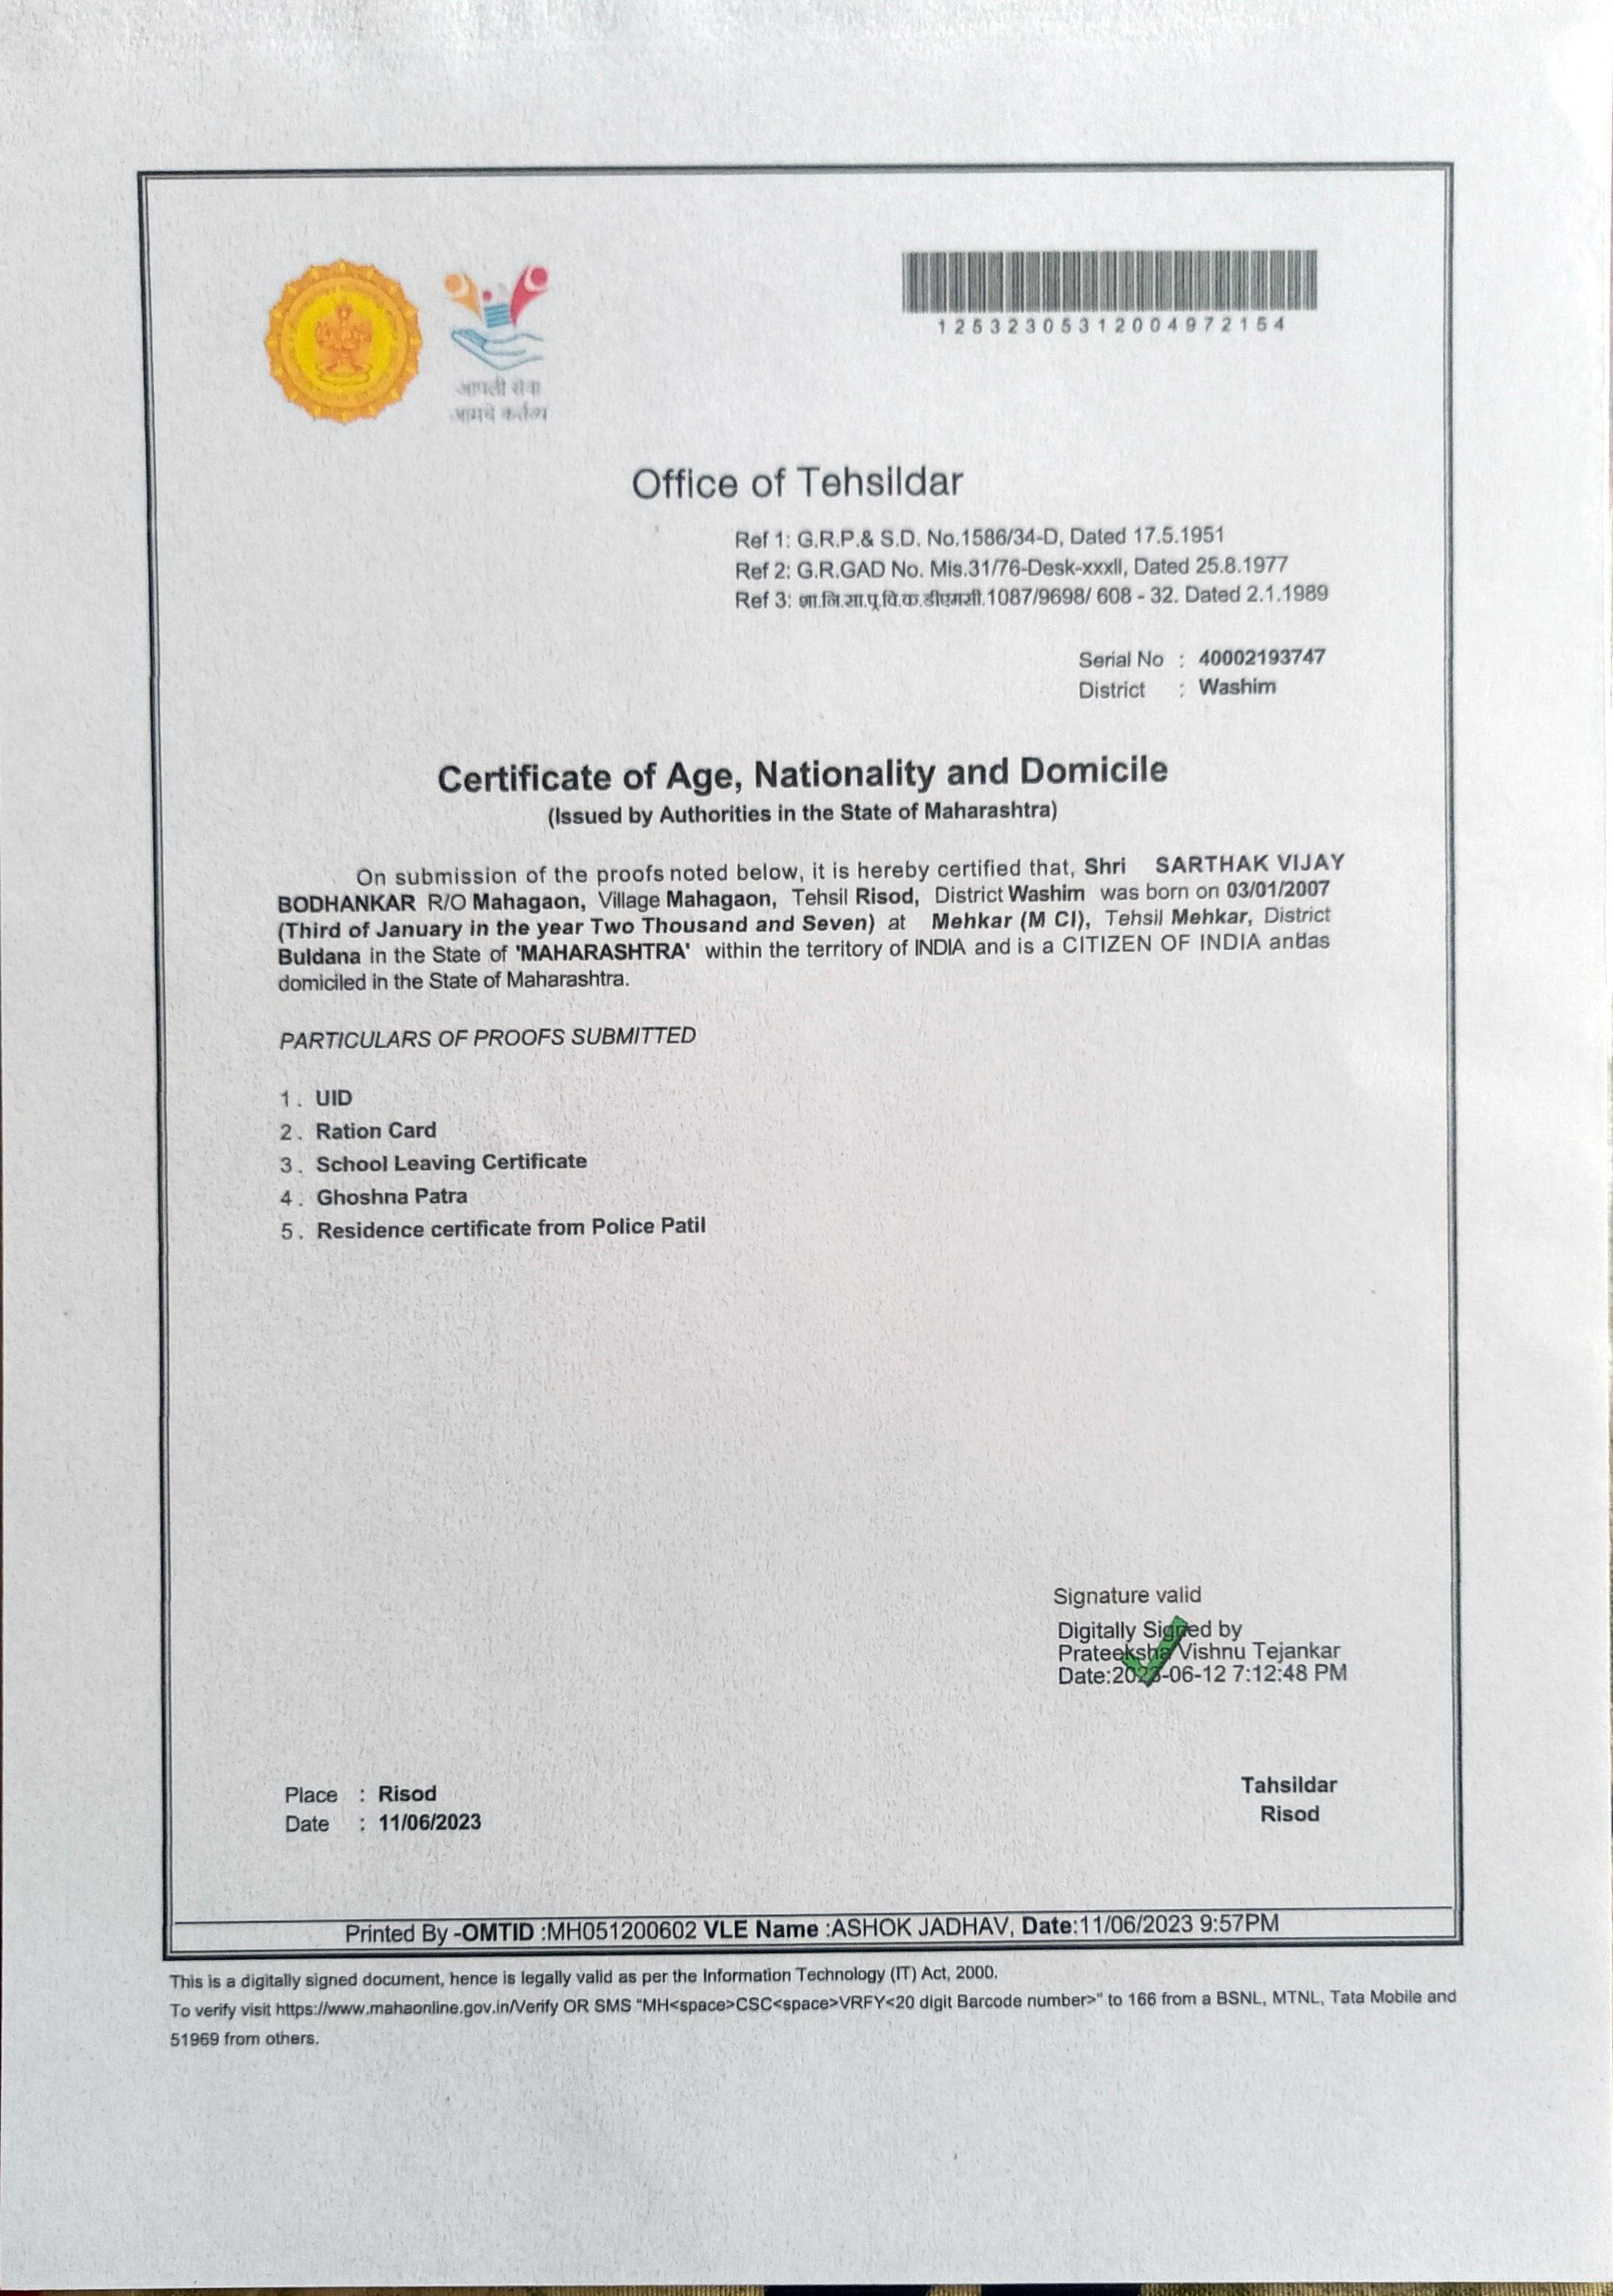 आपली सेवा
आमचे कर्तव्य
12532305312004972154
Office of Tehsildar
Ref 1: G.R.P.& S.D. No.1586/34-D, Dated 17.5.1951
Ref 2: G.R.GAD No. Mis.31/76-Desk-xxxII, Dated 25.8.1977
Ref 3: शा.नि.सा.प्र.वि.क.डीएमसी.1087/9698/ 608 - 32. Dated 2.1.1989
Serial No : 40002193747
District : Washim
Certificate of Age, Nationality and Domicile
(Issued by Authorities in the State of Maharashtra)
On submission of the proofs noted below, it is hereby certified that, Shri SARTHAK VIJAY
BODHANKAR R/O Mahagaon, Village Mahagaon, Tehsil Risod, District Washim was born on 03/01/2007
(Third of January in the year Two Thousand and Seven) at Mehkar (M Cl), Tehsil Mehkar, District
Buldana in the State of 'MAHARASHTRA' within the territory of INDIA and is a CITIZEN OF INDIA and as
domiciled in the State of Maharashtra.
PARTICULARS OF PROOFS SUBMITTED
1. UID
2. Ration Card
3. School Leaving Certificate
4. Ghoshna Patra
5. Residence certificate from Police Patil
Signature valid
Digitally Signed by
Prateeksha Vishnu Tejankar
Date:2023-06-12 7:12:48 PM
Place : Risod
Date : 11/06/2023
Tahsildar
Risod
Printed By -OMTID :MH051200602 VLE Name :ASHOK JADHAV, Date:11/06/2023 9:57PM
This is a digitally signed document, hence is legally valid as per the Information Technology (IT) Act, 2000.
To verify visit https://www.mahaonline.gov.in/Verify OR SMS "MH<space>CSC<space>VRFY<20 digit Barcode number>" to 166 from a BSNL, MTNL, Tata Mobile and
51969 from others.